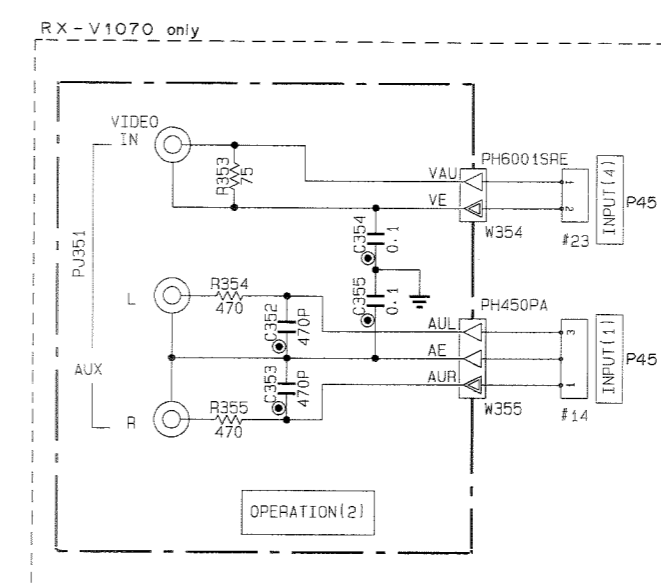 RX-V1070 only
VIDEO
IN
R353
75
VAU
PH6001SRE
VE
W354
1
2
#23
INPUT(4)
P45
PJ351
C354
0.1
C355
0.1
L
R354
470
C352
470P
AUL
PH450PA
AE
AUR
W355
3
1
#14
INPUT(1)
P45
AUX
C353
470P
R
R355
470
OPERATION(2)